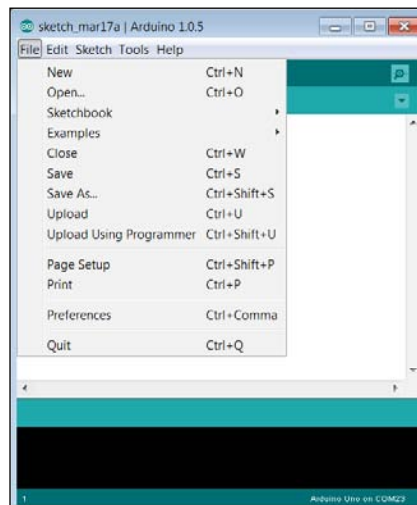 sketch_mar17a | Arduino 1.0.5
File Edit Sketch Tools Help
New Ctrl+N
Open... Ctrl+O
Sketchbook
Examples
Close Ctrl+W
Save Ctrl+S
Save As... Ctrl+Shift+S
Upload Ctrl+U
Upload Using Programmer Ctrl+Shift+U
Page Setup Ctrl+Shift+P
Print Ctrl+P
Preferences Ctrl+Comma
Quit Ctrl+Q
1 Arduino Uno on COM23